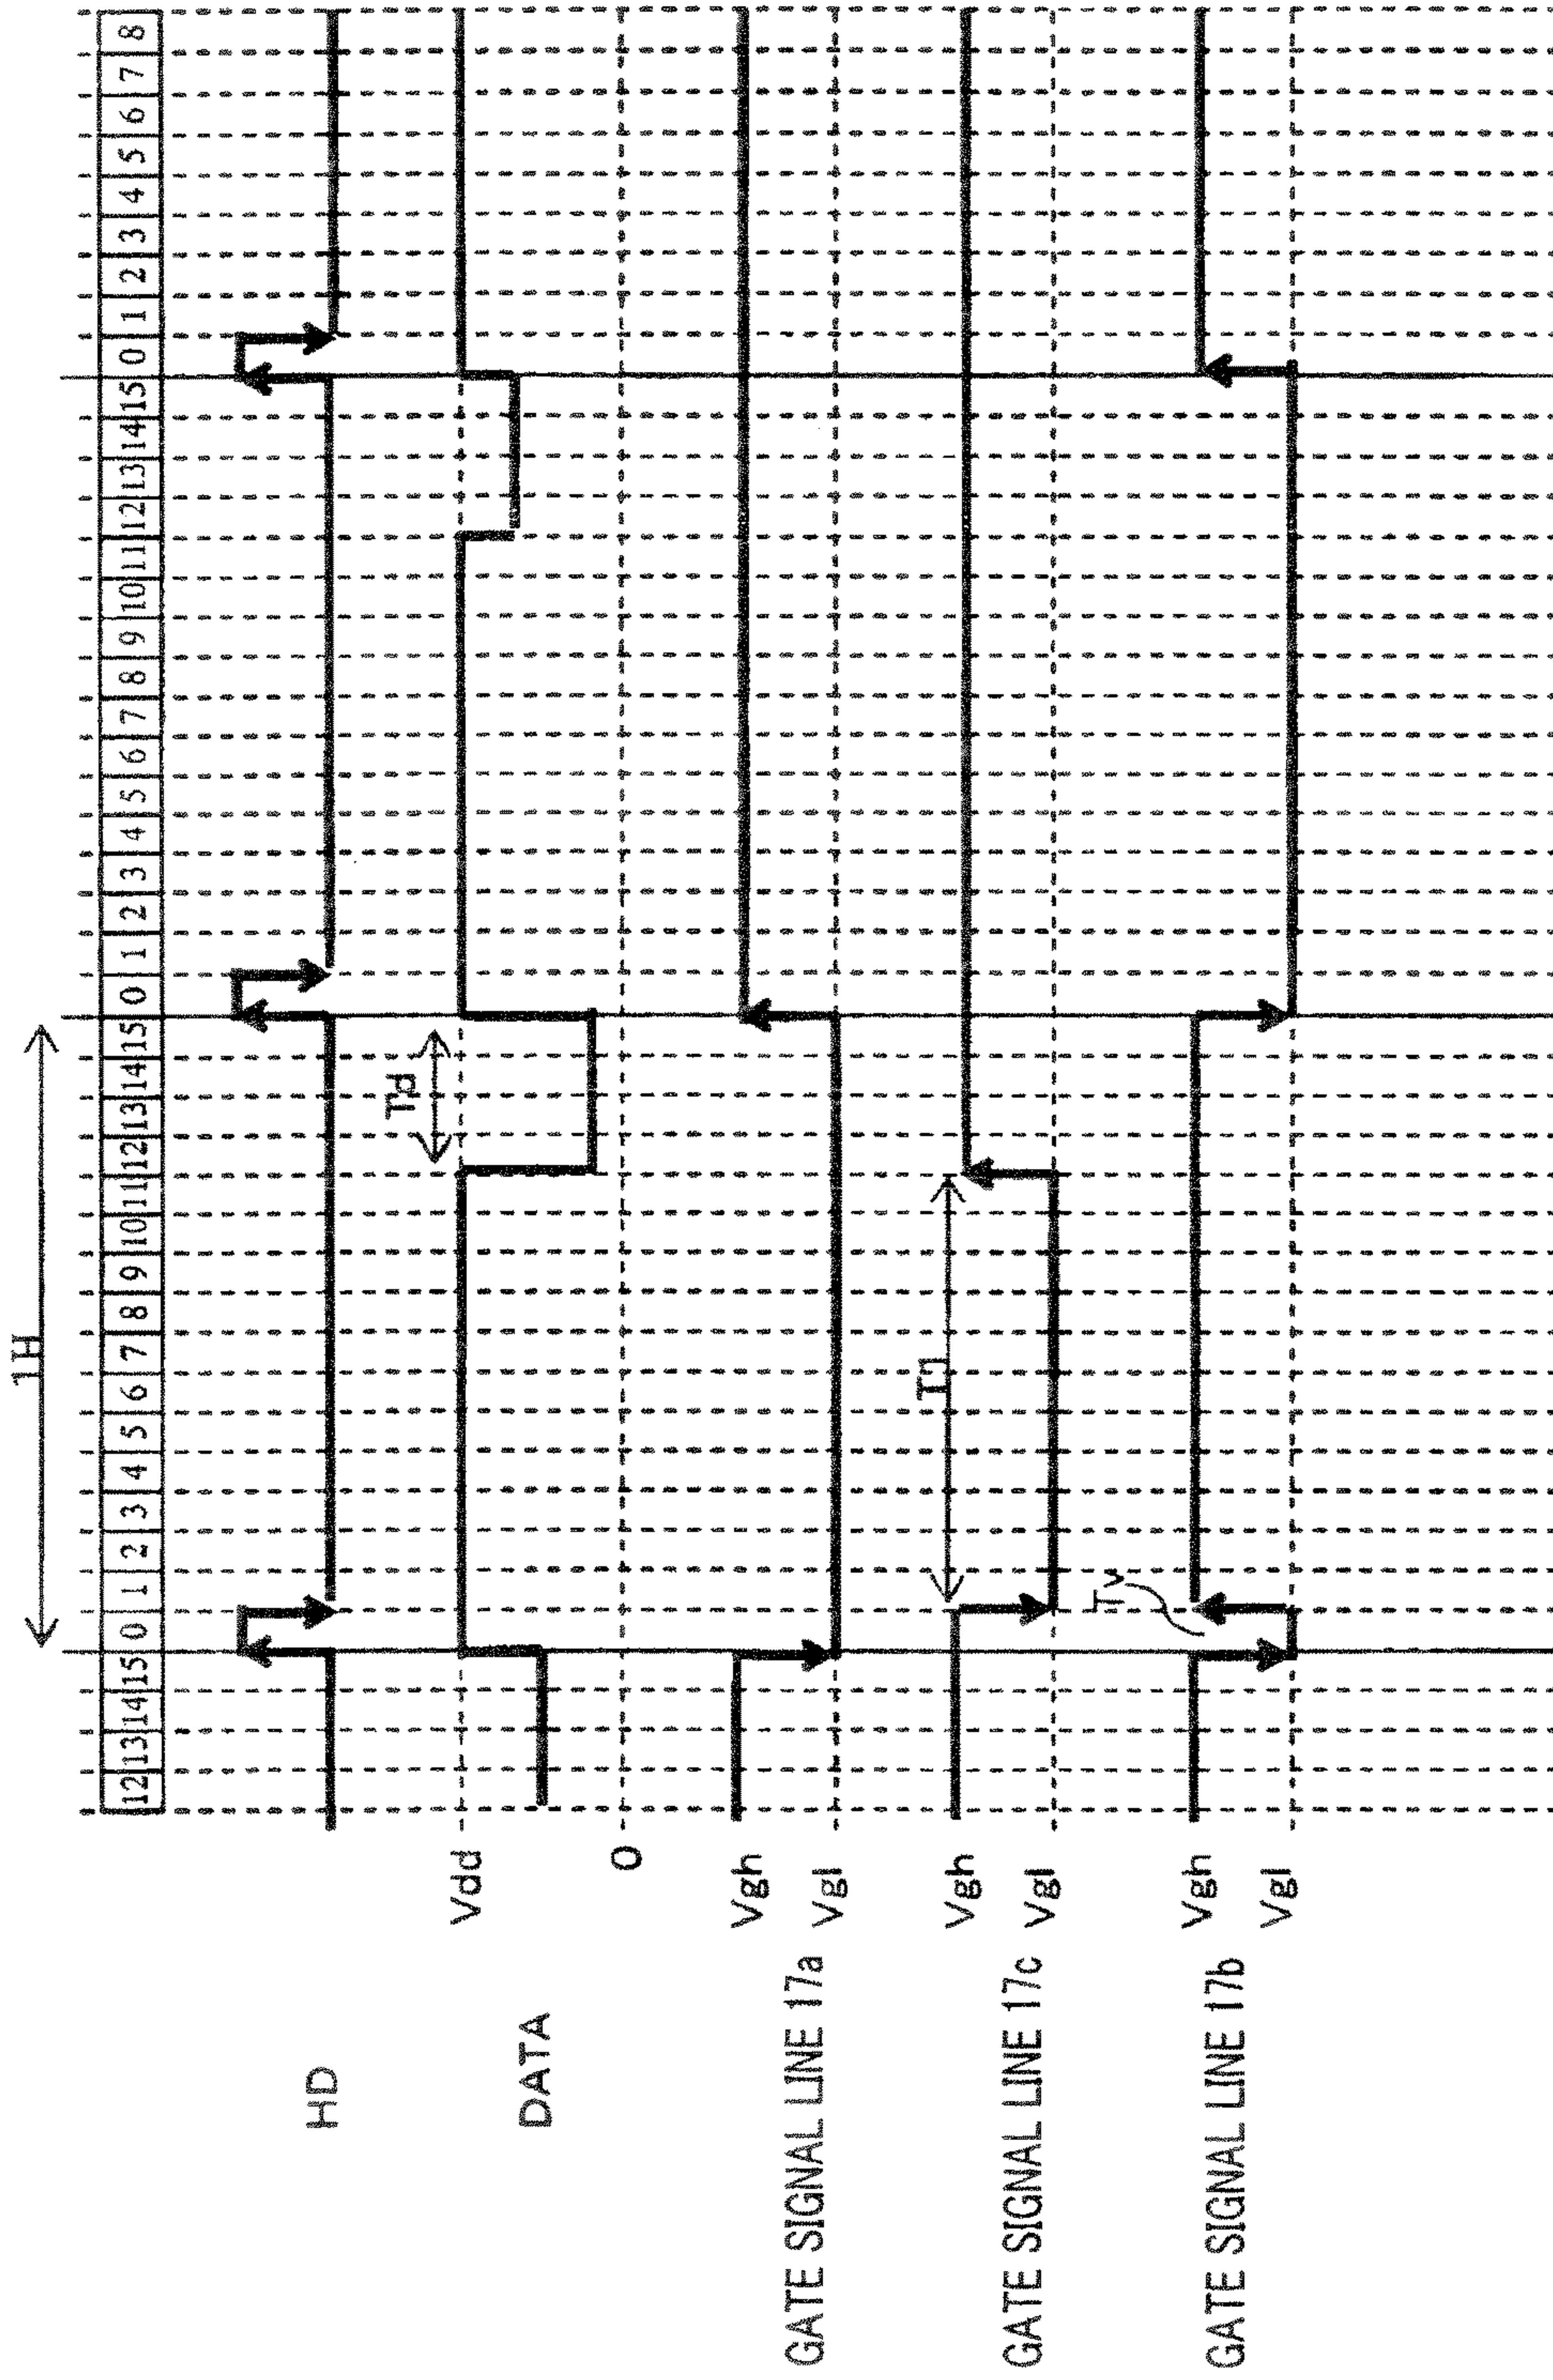 1H
12 13 14 15 0 1 2 3 4 5 6 7 8 9 10 11 12 13 14 15 0 1 2 3 4 5 6 7 8 9 10 11 12 13 14 15 0 1 2 3 4 5 6 7 8
HD
Td
Vdd
DATA
0
Vgh
GATE SIGNAL LINE 17a
Vgl
T1
Vgh
GATE SIGNAL LINE 17c
Vgl
Tv
Vgh
GATE SIGNAL LINE 17b
Vgl